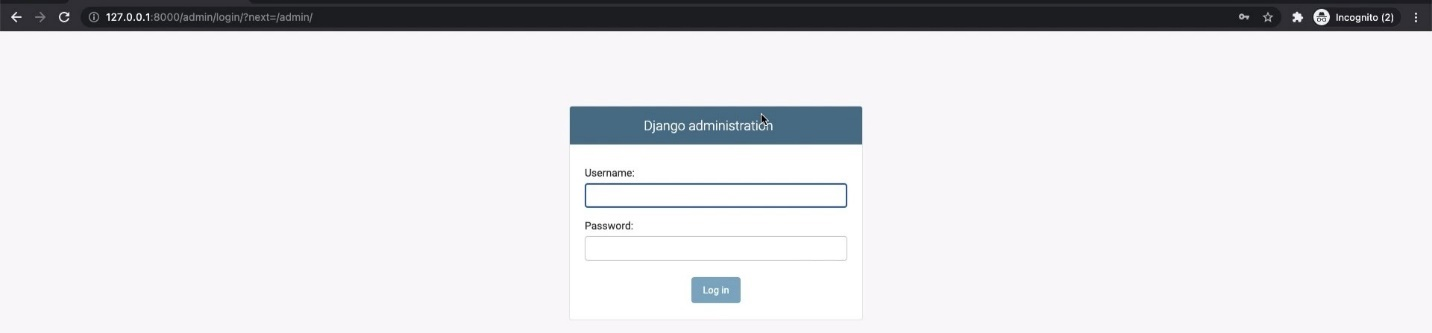 127.0.0.1:8000/admin/login/?next=/admin/ Incognito (2)
Django administration
Username:
Password:
Log in